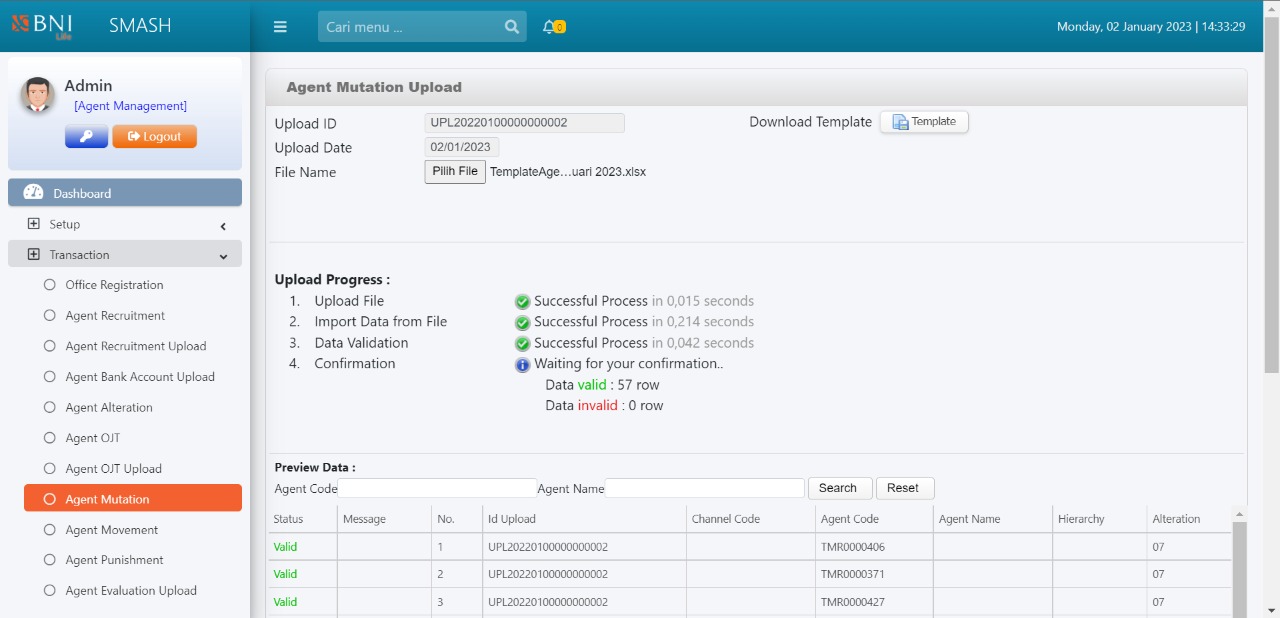 BNI Life SMASH Cari menu ... 0 Monday, 02 January 2023 | 14:33:29
Admin
[Agent Management]
Logout
Dashboard
Setup
Transaction
Office Registration
Agent Recruitment
Agent Recruitment Upload
Agent Bank Account Upload
Agent Alteration
Agent OJT
Agent OJT Upload
Agent Mutation
Agent Movement
Agent Punishment
Agent Evaluation Upload
Agent Mutation Upload
Upload ID UPL20220100000000002 Download Template Template
Upload Date 02/01/2023
File Name Pilih File TemplateAge...uari 2023.xlsx
Upload Progress :
1. Upload File Successful Process in 0,015 seconds
2. Import Data from File Successful Process in 0,214 seconds
3. Data Validation Successful Process in 0,042 seconds
4. Confirmation Waiting for your confirmation..
Data valid : 57 row
Data invalid : 0 row
Preview Data :
Agent Code Agent Name Search Reset
Status Message No. Id Upload Channel Code Agent Code Agent Name Hierarchy Alteration
Valid 1 UPL20220100000000002 TMR0000406 07
Valid 2 UPL20220100000000002 TMR0000371 07
Valid 3 UPL20220100000000002 TMR0000427 07